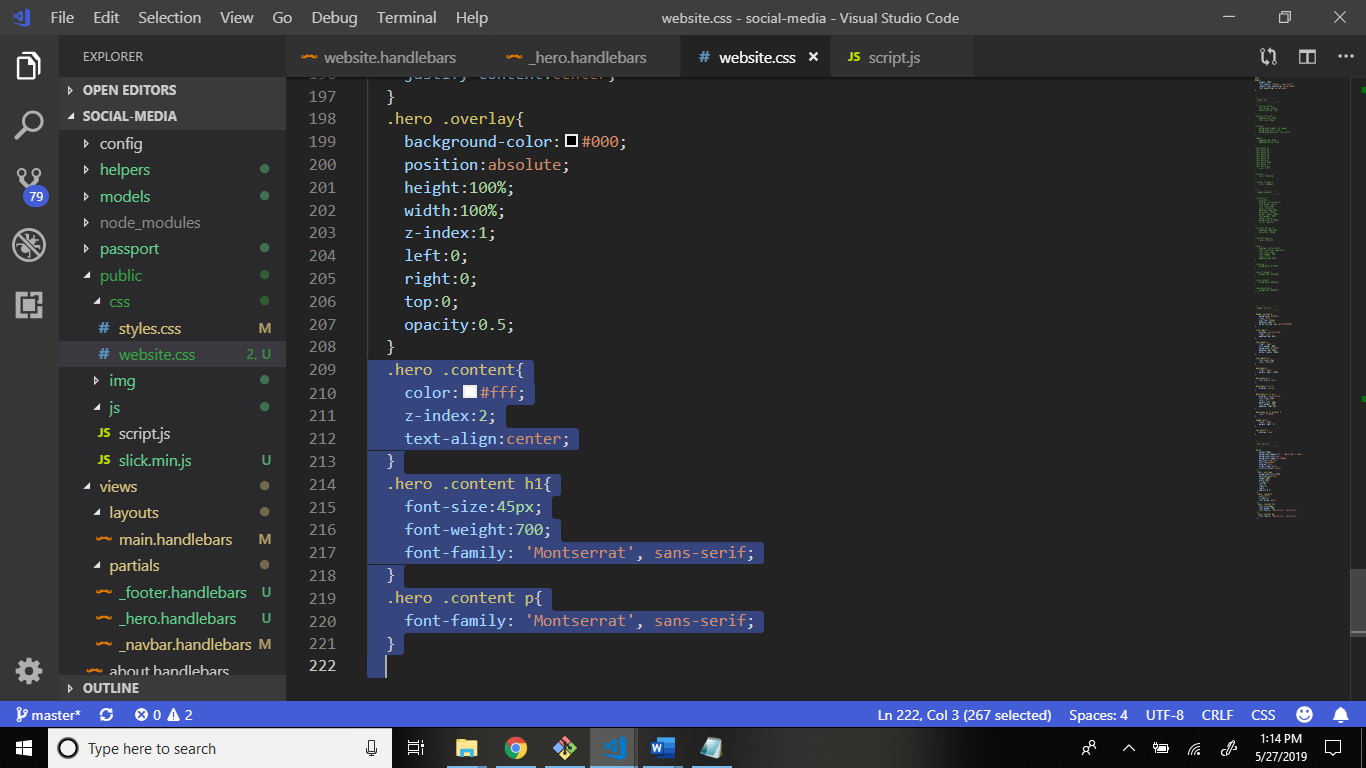 File Edit Selection View Go Debug Terminal Help
website.css - social-media - Visual Studio Code
EXPLORER
website.handlebars
_hero.handlebars
# website.css
JS script.js
OPEN EDITORS
SOCIAL-MEDIA
config
helpers
models
node_modules
passport
public
css
# styles.css M
# website.css 2, U
img
js
JS script.js
JS slick.min.js U
views
layouts
main.handlebars M
partials
_footer.handlebars U
_hero.handlebars U
_navbar.handlebars M
about.handlebars
OUTLINE
79
196 justify-content:center;
197 }
198 .hero .overlay{
199 background-color: #000;
200 position:absolute;
201 height:100%;
202 width:100%;
203 z-index:1;
204 left:0;
205 right:0;
206 top:0;
207 opacity:0.5;
208 }
209 .hero .content{
210 color: #fff;
211 z-index:2;
212 text-align:center;
213 }
214 .hero .content h1{
215 font-size:45px;
216 font-weight:700;
217 font-family: 'Montserrat', sans-serif;
218 }
219 .hero .content p{
220 font-family: 'Montserrat', sans-serif;
221 }
222
master* 0 2
Ln 222, Col 3 (267 selected) Spaces: 4 UTF-8 CRLF CSS
Type here to search
1:14 PM
5/27/2019